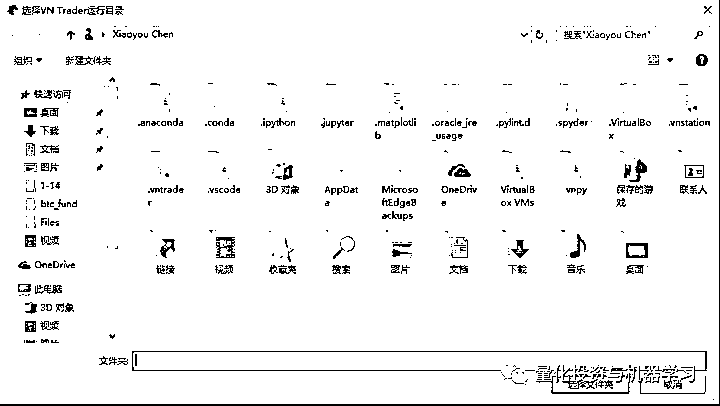 选择VN Trader运行目录
Xiaoyou Chen
搜索"Xiaoyou Chen"
组织
新建文件夹
快速访问
桌面
下载
文档
图片
1-14
btc_fund
Files
视频
OneDrive
此电脑
3D 对象
视频
.anaconda
.conda
.ipython
.jupyter
.matplotlib
.oracle_jre_usage
.pylint.d
.spyder
.VirtualBox
.vnstation
.vntrader
.vscode
3D 对象
AppData
MicrosoftEdgeBackups
OneDrive
VirtualBox VMs
vnpy
保存的游戏
联系人
链接
视频
收藏夹
搜索
图片
文档
下载
音乐
桌面
文件夹:
量化投资与机器学习
选择文件夹
取消